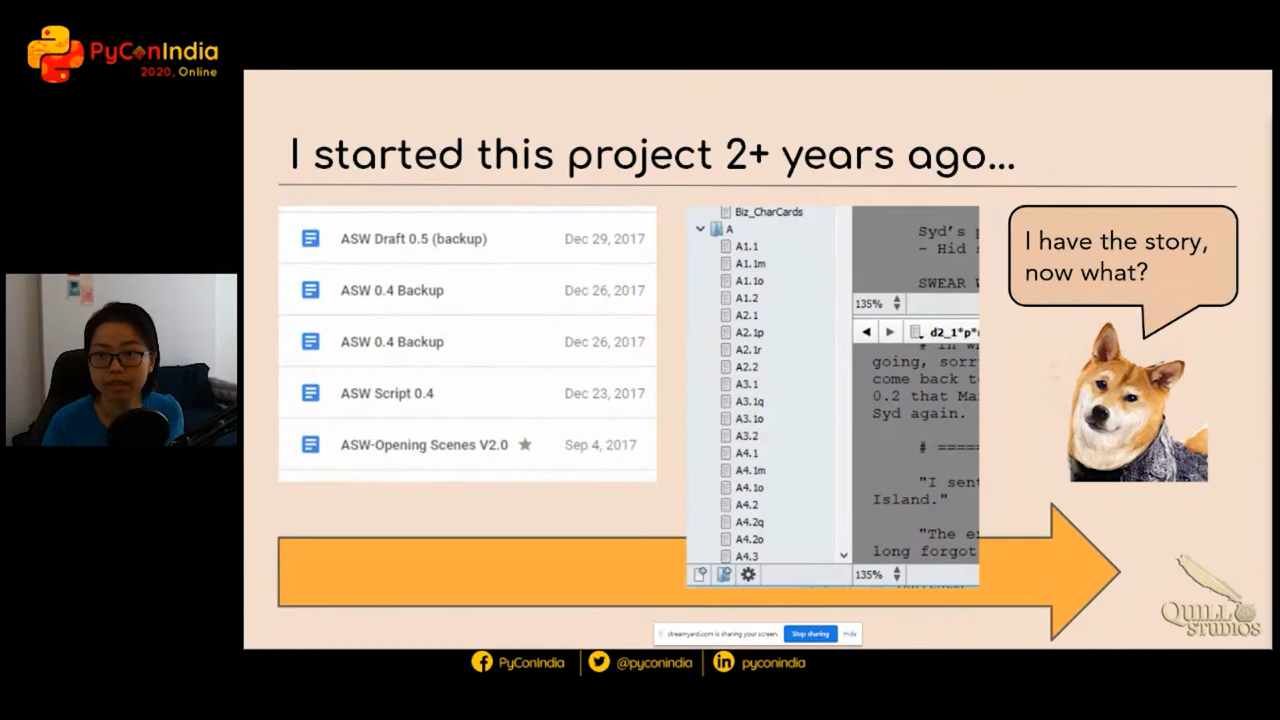 PyConIndia
2020, Online
I started this project 2+ years ago...
ASW Draft 0.5 (backup) Dec 29, 2017
ASW 0.4 Backup Dec 26, 2017
ASW 0.4 Backup Dec 26, 2017
ASW Script 0.4 Dec 23, 2017
ASW-Opening Scenes V2.0 Sep 4, 2017
Biz_CharCards
A
A1.1
A1.1m
A1.1o
A1.2
A2.1
A2.1p
A2.1r
A2.2
A3.1
A3.1q
A3.1o
A3.2
A4.1
A4.1m
A4.1o
A4.2
A4.2q
A4.2o
A4.3
Syd's p
- Hid
SWEAR
135%
d2_1*p*
going, sorr
come back to
0.2 that Ma
Syd again.
# ====
"I sent
Island."
"The e
long forgot
135%
I have the story,
now what?
QUILL
STUDIOS
streamyard.com is sharing your screen. Stop sharing Hide
PyConIndia @pyconindia pyconindia